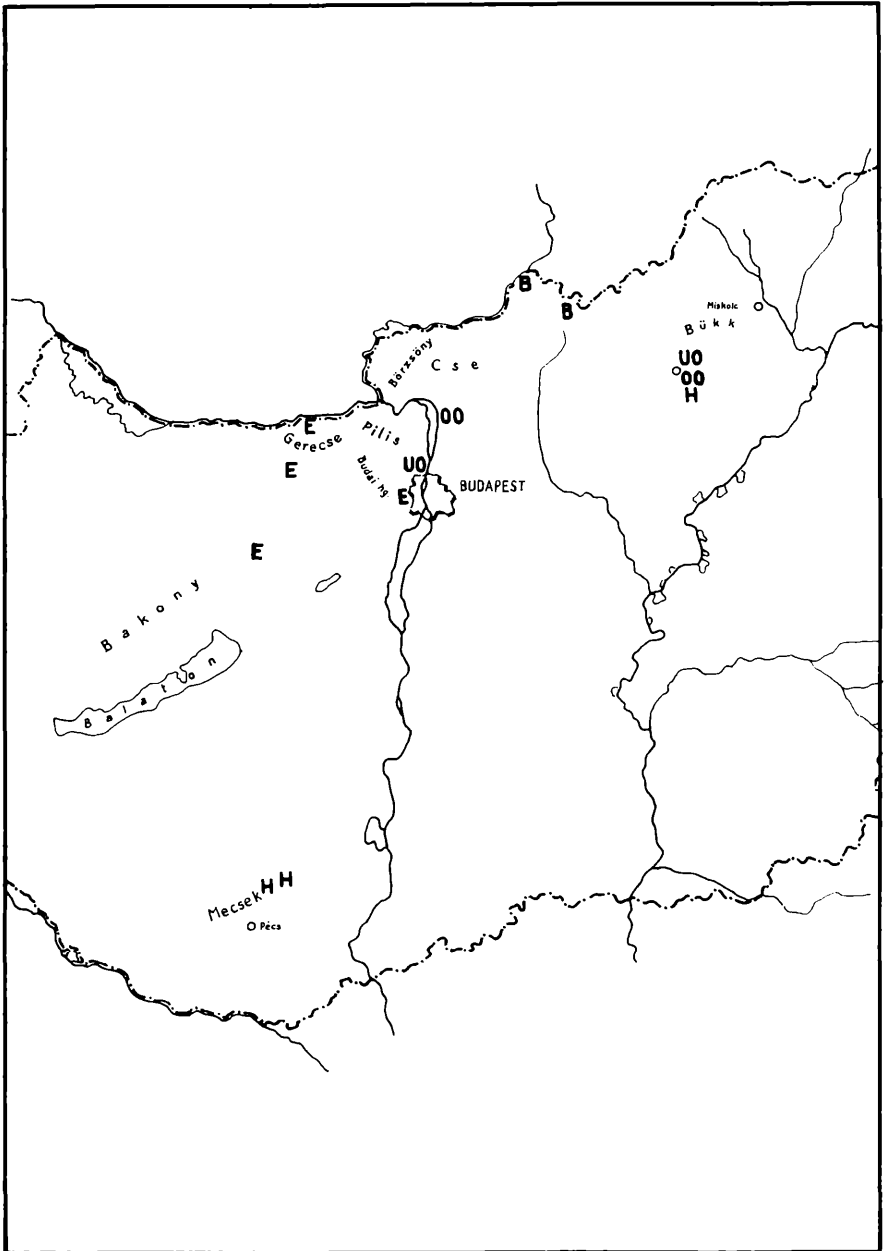 B
B
Miskolc
Bükk
Börzsöny
Cse
UO
OO
H
OO
E
Gerecse
Pilis
Budai hg.
UO
E
E
BUDAPEST
E
Bakony
Balaton
Mecsek
H H
Pécs